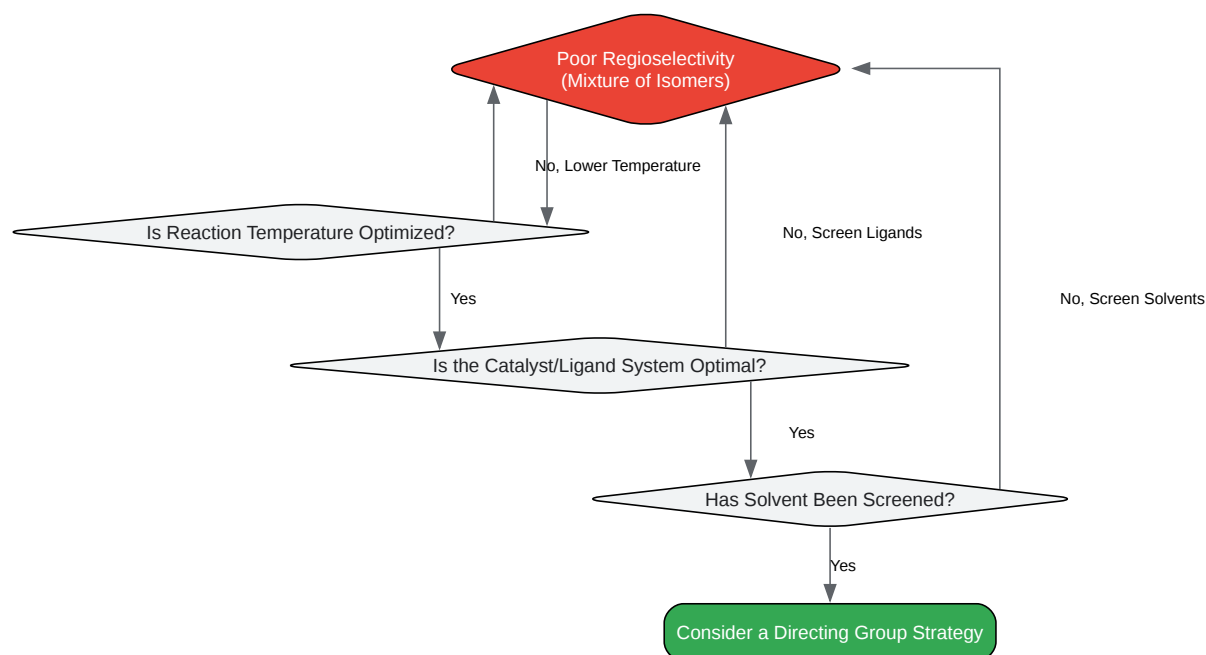 Poor Regioselectivity
(Mixture of Isomers)
No, Lower Temperature
Is Reaction Temperature Optimized?
No, Screen Ligands
Yes
No, Screen Solvents
Is the Catalyst/Ligand System Optimal?
Yes
Has Solvent Been Screened?
Yes
Consider a Directing Group Strategy